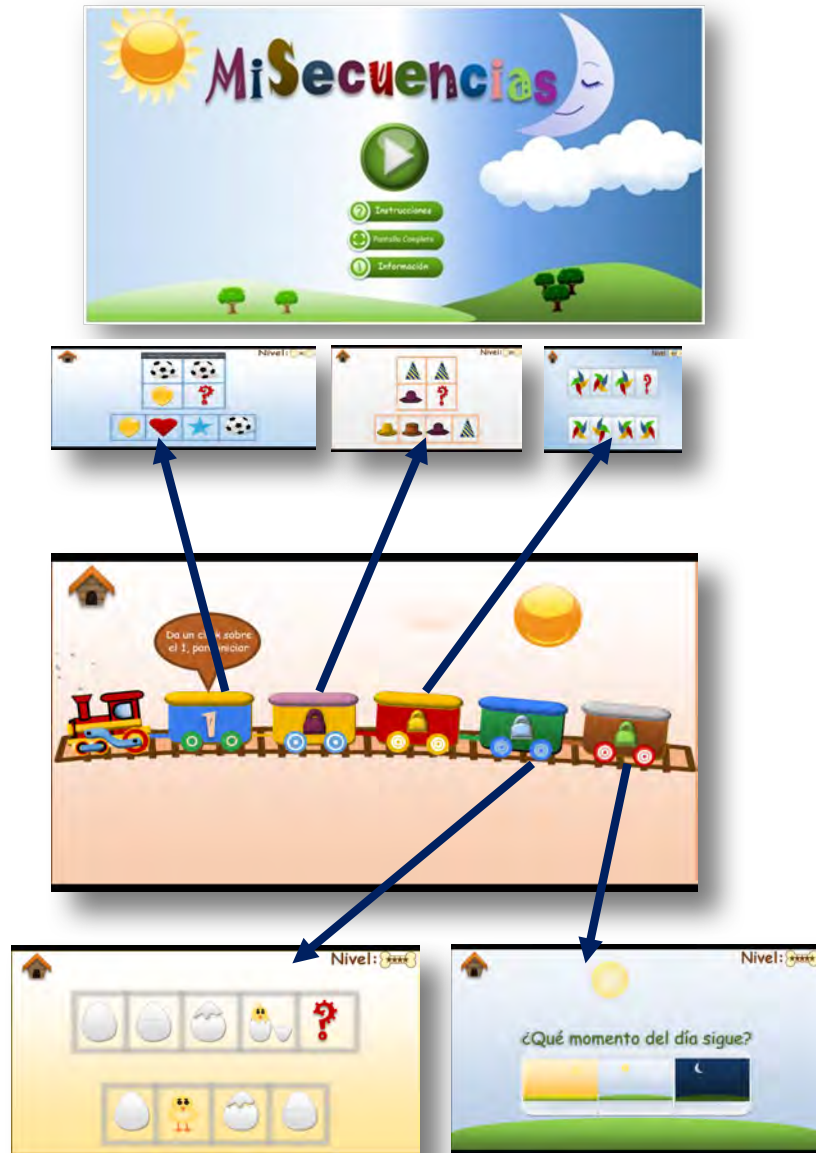 MiSecuencias
Instrucciones
Pantalla Completa
Información
Nivel:
Nivel:
Nivel:
?
?
?
Da un click sobre
el 1, para iniciar
1
Nivel:
Nivel:
?
¿Qué momento del día sigue?